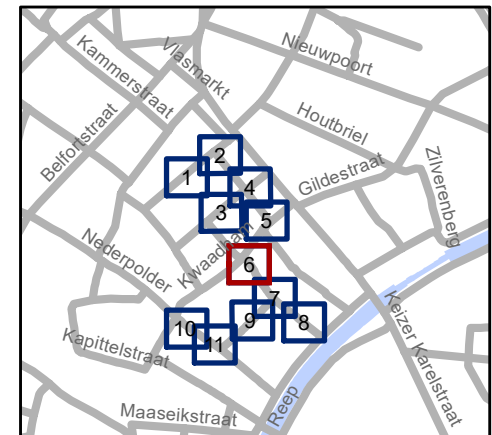 Nieuwpoort
Vlasmarkt
Kammerstraat
Houtbriel
Belfortstraat
Zilverenberg
Gildestraat
2
1
4
3
5
Kwaadham
Nederpolder
6
7
10
9
8
11
Keizer Karelstraat
Kapittelstraat
Reep
Maaseikstraat